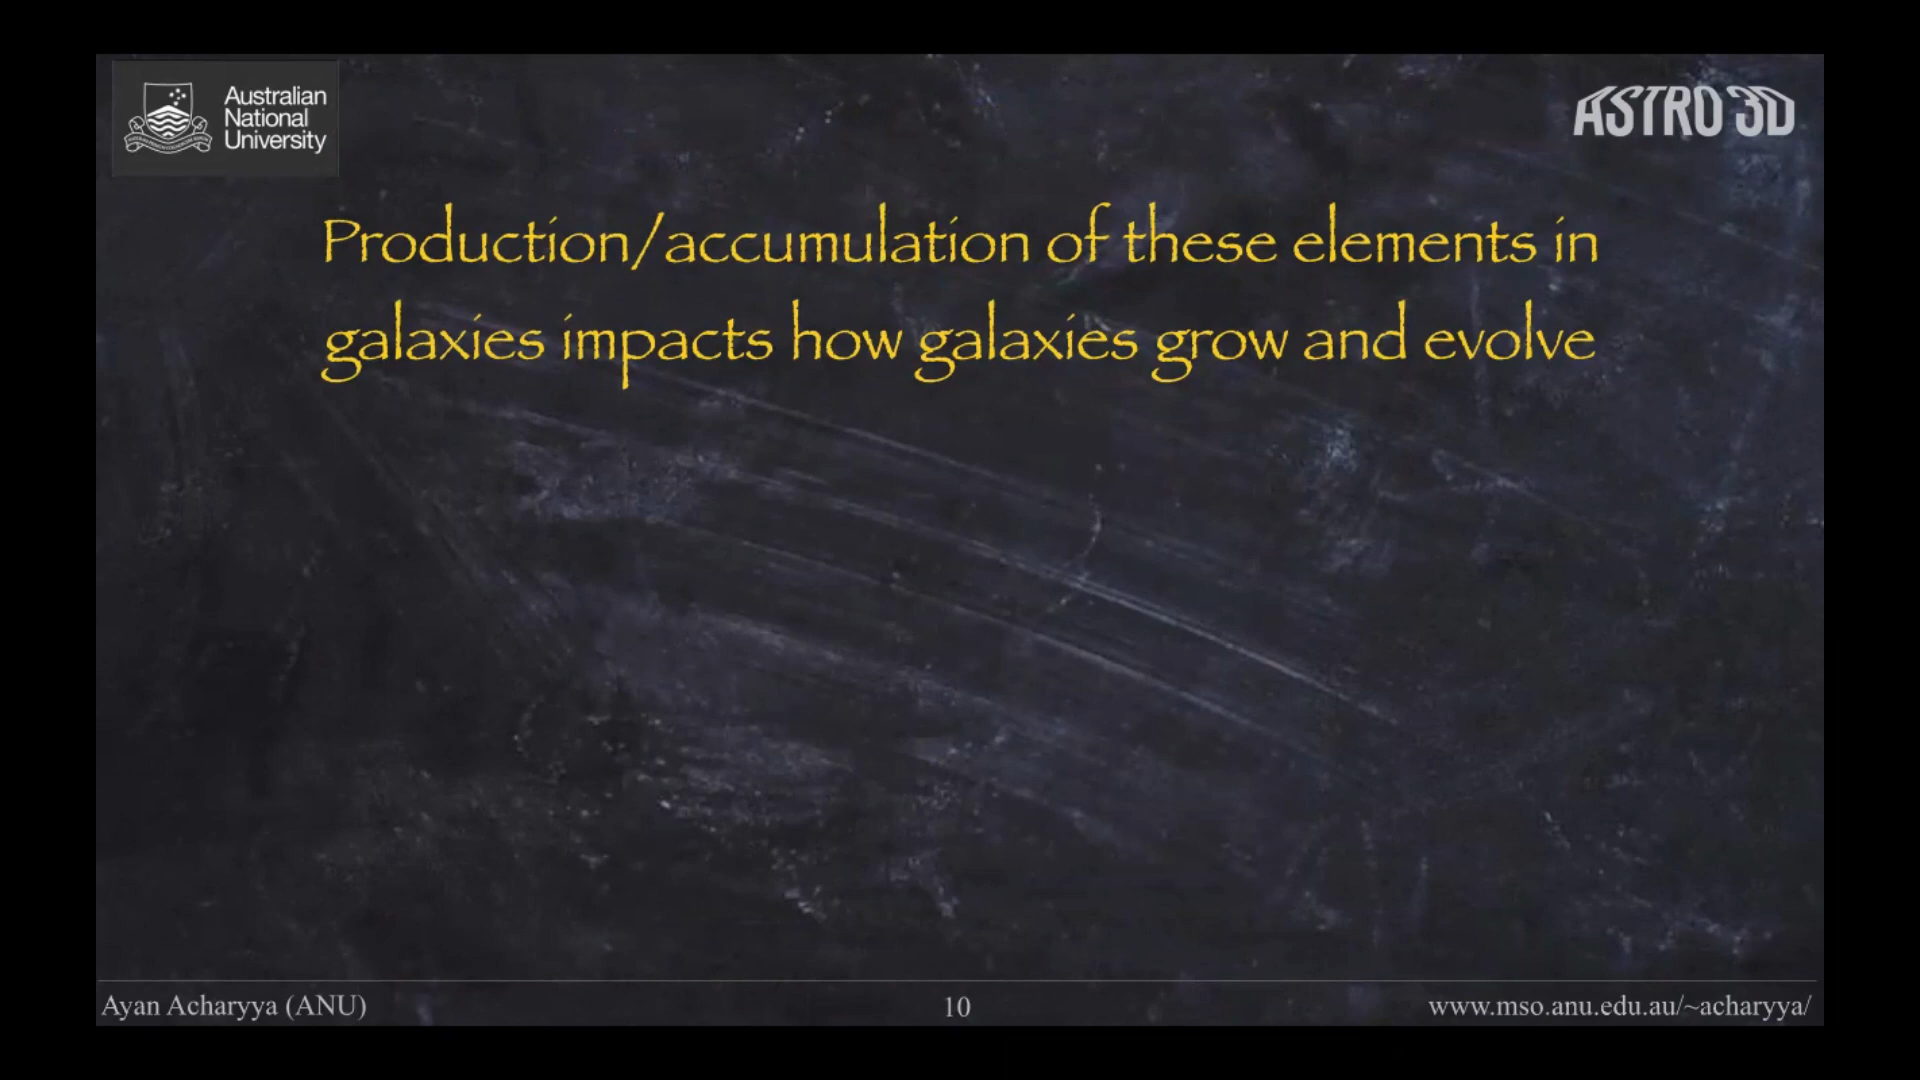 Australian
National
University
ASTRO 3D
Production/accumulation of these elements in
galaxies impacts how galaxies grow and evolve
Ayan Acharyya (ANU)
10
www.mso.anu.edu.au/~acharyya/